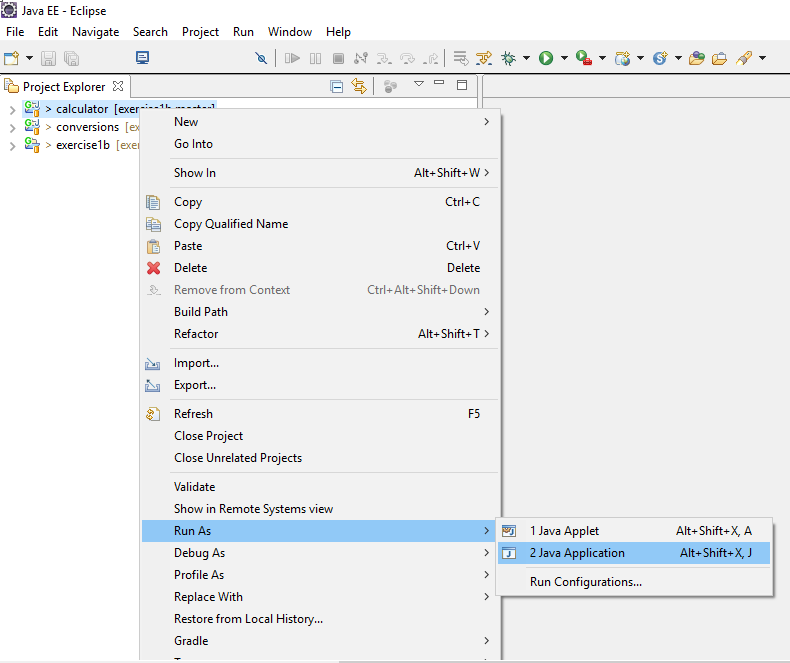 Java EE - Eclipse
File Edit Navigate Search Project Run Window Help
Project Explorer
> calculator [exercise1b master]
> conversions [ex
> exercise1b [exer
New
Go Into
Show In Alt+Shift+W >
Copy Ctrl+C
Copy Qualified Name
Paste Ctrl+V
Delete Delete
Remove from Context Ctrl+Alt+Shift+Down
Build Path
Refactor Alt+Shift+T >
Import...
Export...
Refresh F5
Close Project
Close Unrelated Projects
Validate
Show in Remote Systems view
Run As
1 Java Applet Alt+Shift+X, A
Debug As
2 Java Application Alt+Shift+X, J
Profile As
Run Configurations...
Replace With
Restore from Local History...
Gradle